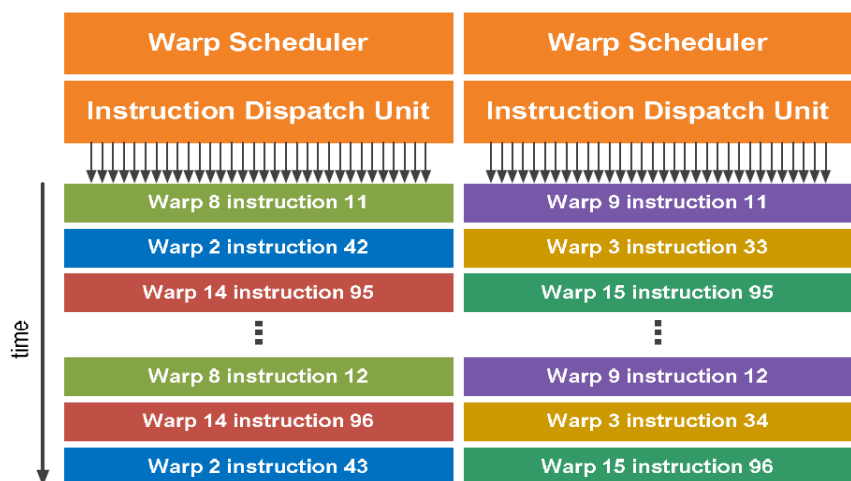 Warp Scheduler
Instruction Dispatch Unit
Warp 8 instruction 11
Warp 2 instruction 42
Warp 14 instruction 95
Warp 8 instruction 12
Warp 14 instruction 96
Warp 2 instruction 43
Warp Scheduler
Instruction Dispatch Unit
Warp 9 instruction 11
Warp 3 instruction 33
Warp 15 instruction 95
Warp 9 instruction 12
Warp 3 instruction 34
Warp 15 instruction 96
time